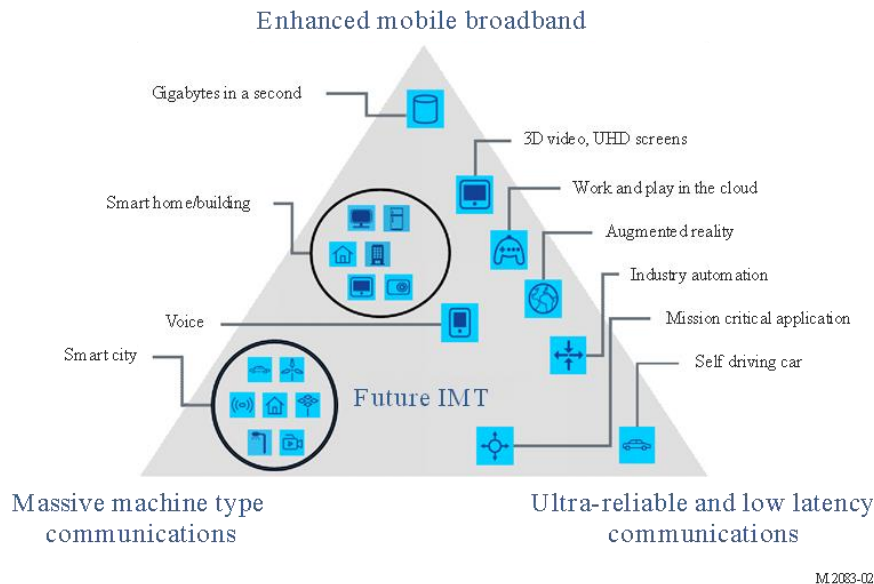 Enhanced mobile broadband
Gigabytes in a second
3D video, UHD screens
Work and play in the cloud
Smart home/building
Augmented reality
Industry automation
Voice
Mission critical application
Smart city
Self driving car
Future IMT
Massive machine type
communications
Ultra-reliable and low latency
communications
M.2083-02